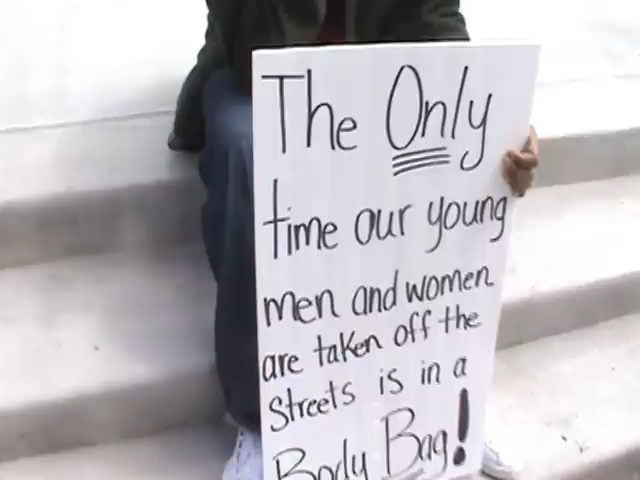 The Only
time our young
men and women
are taken off the
Streets is in a
Body Bag!